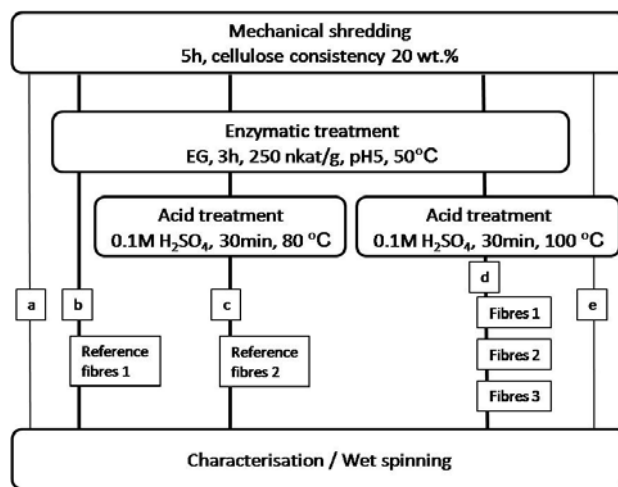 Mechanical shredding
5h, cellulose consistency 20 wt.%
Enzymatic treatment
EG, 3h, 250 nkat/g, pH5, 50°C
Acid treatment
0.1M H₂SO₄, 30min, 80 °C
Acid treatment
0.1M H₂SO₄, 30min, 100 °C
a
b
c
d
e
Reference
fibres 1
Reference
fibres 2
Fibres 1
Fibres 2
Fibres 3
Characterisation / Wet spinning